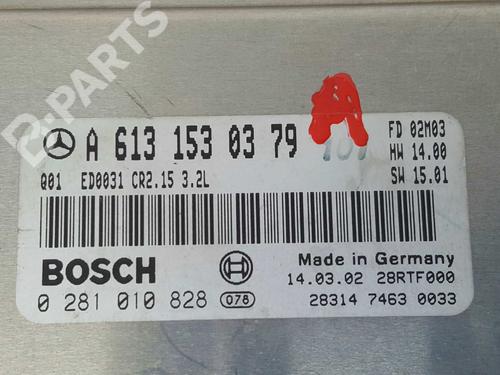 B-PARTS
A 613 153 03 79
FD 02M03
HW 14.00
Q01 ED0031 CR2.15 3.2L
SW 15.01
BOSCH
Made in Germany
14.03.02 28RTF000
0 281 010 828 078
28314 7463 0033